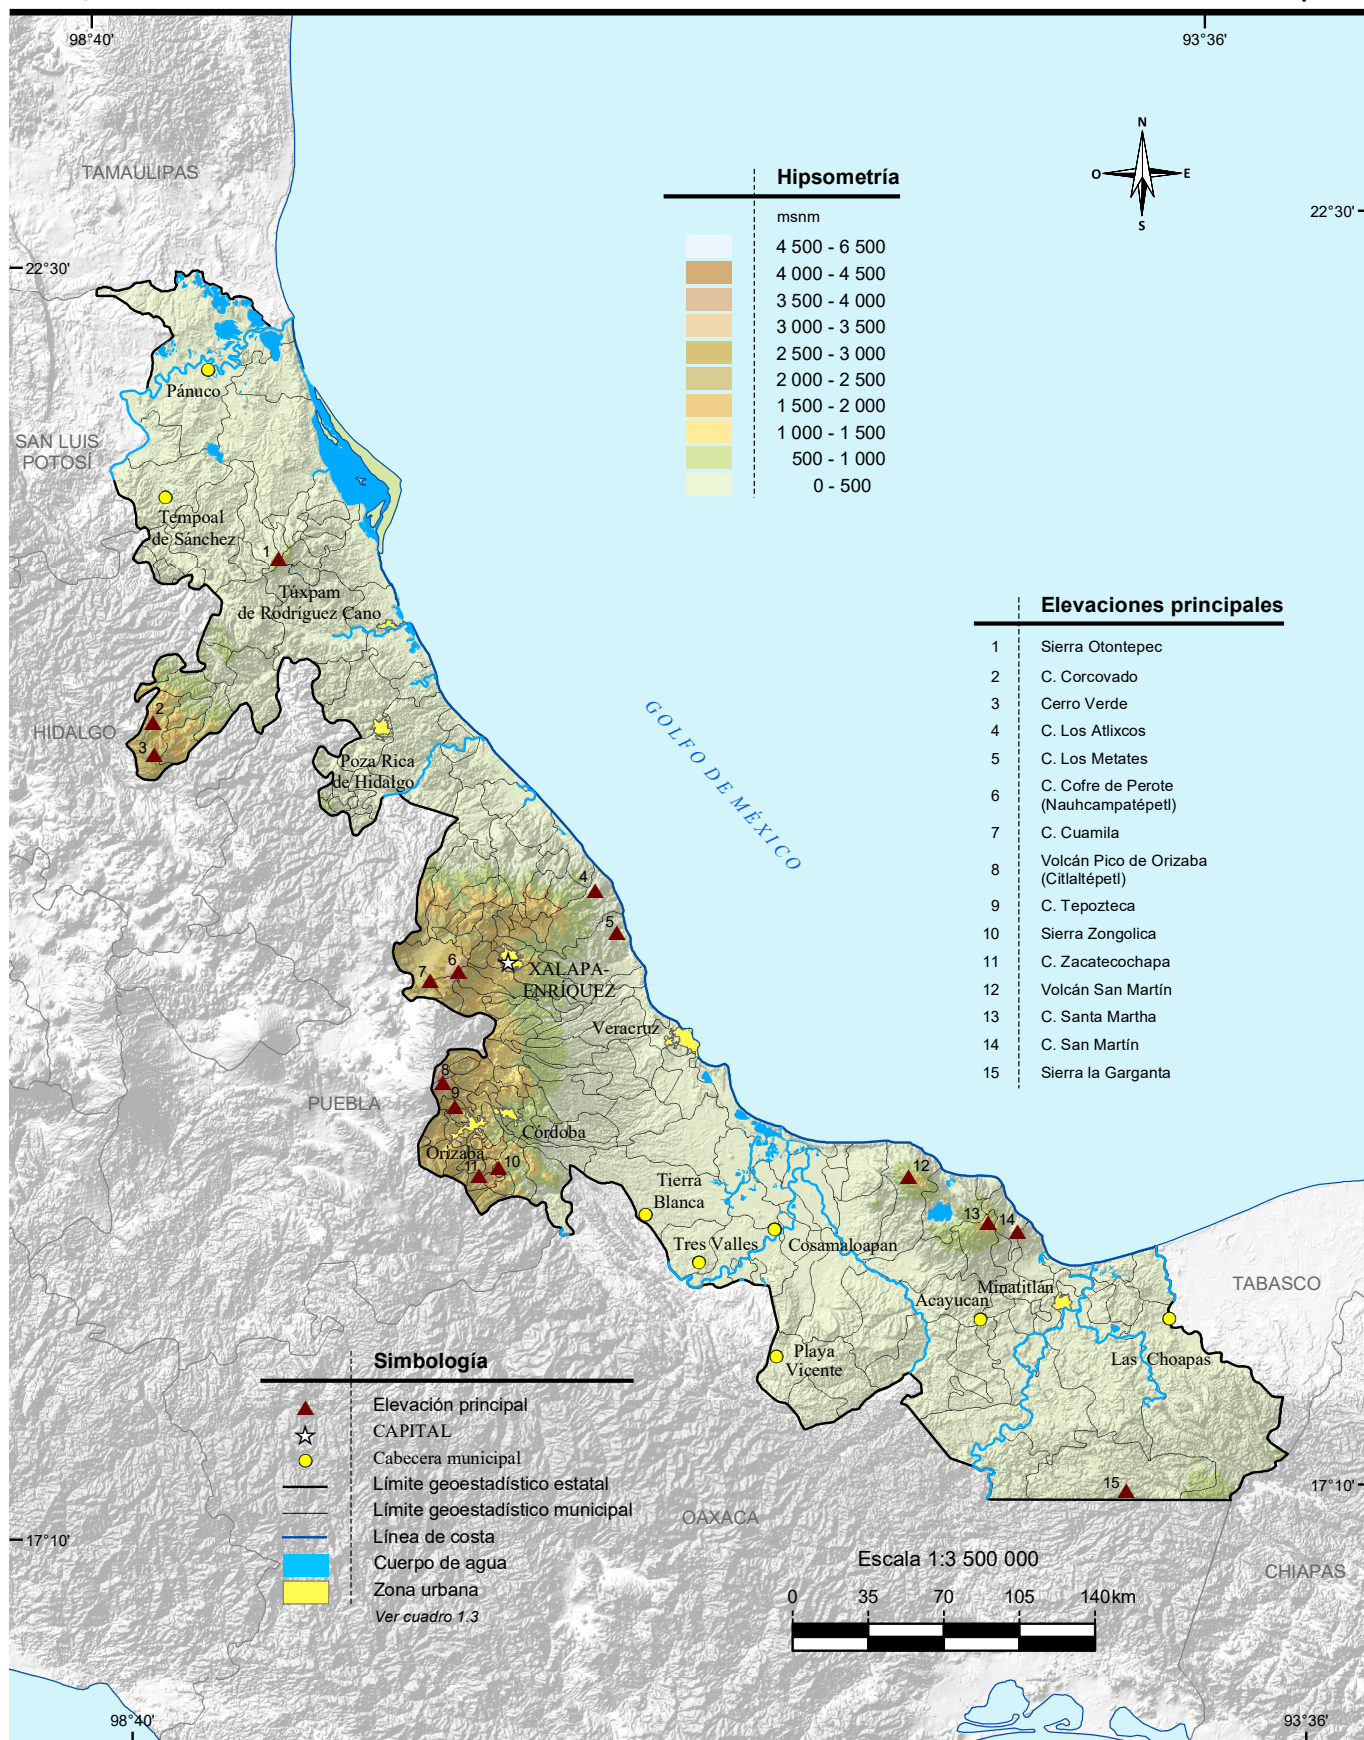 98°40'
93°36'
N
O
E
S
TAMAULIPAS
Hipsometría
msnm
4 500 - 6 500
4 000 - 4 500
3 500 - 4 000
3 000 - 3 500
2 500 - 3 000
2 000 - 2 500
1 500 - 2 000
1 000 - 1 500
500 - 1 000
0 - 500
22°30'
22°30'
Pánuco
SAN LUIS
POTOSÍ
Tempoal
de Sánchez
1
Túxpam
de Rodríguez Cano
Elevaciones principales
1 Sierra Otontepec
2 C. Corcovado
3 Cerro Verde
4 C. Los Atlixcos
5 C. Los Metates
6 C. Cofre de Perote
(Nauhcampatépetl)
7 C. Cuamila
8 Volcán Pico de Orizaba
(Citlaltépetl)
9 C. Tepozteca
10 Sierra Zongolica
11 C. Zacatecochapa
12 Volcán San Martín
13 C. Santa Martha
14 C. San Martín
15 Sierra la Garganta
HIDALGO
2
3
GOLFO DE MÉXICO
Poza Rica
de Hidalgo
4
5
6
7
XALAPA-
ENRÍQUEZ
Veracruz
8
9
PUEBLA
Córdoba
Orizaba
10
11
Tierra
Blanca
12
13
14
Tres Valles
Cosamaloapan
TABASCO
Minatitlán
Acayucan
Playa
Vicente
Las Choapas
Simbología
Elevación principal
CAPITAL
Cabecera municipal
Límite geoestadístico estatal
Límite geoestadístico municipal
Línea de costa
Cuerpo de agua
Zona urbana
Ver cuadro 1.3
15
17°10'
17°10'
OAXACA
CHIAPAS
Escala 1:3 500 000
0 35 70 105 140 km
98°40'
93°36'